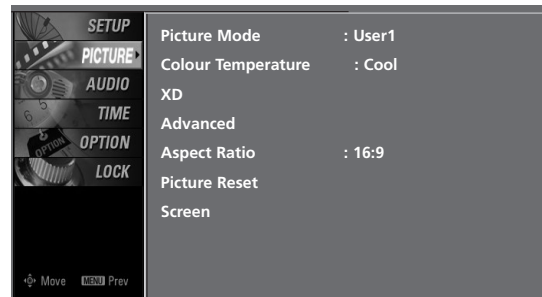 SETUP
PICTURE
AUDIO
TIME
OPTION
LOCK
Move MENU Prev
Picture Mode : User1
Colour Temperature : Cool
XD
Advanced
Aspect Ratio : 16:9
Picture Reset
Screen